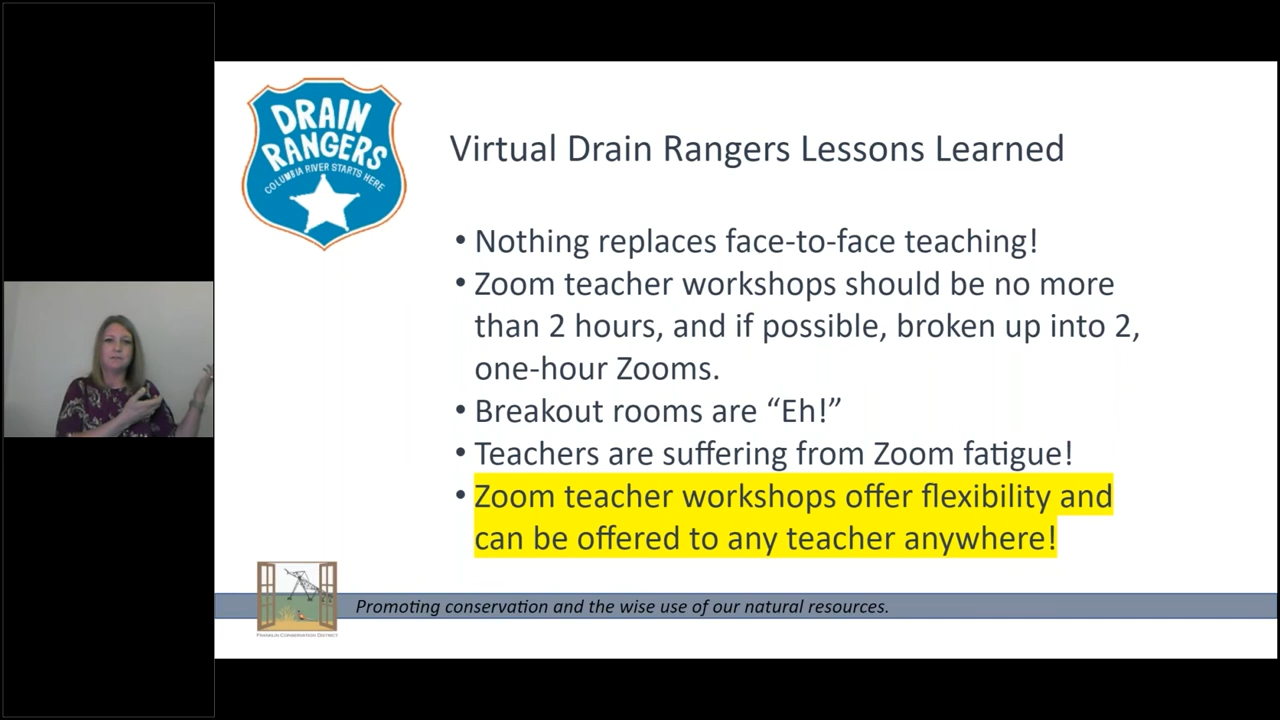 DRAIN
RANGERS
COLUMBIA RIVER STARTS HERE
Virtual Drain Rangers Lessons Learned
• Nothing replaces face-to-face teaching!
• Zoom teacher workshops should be no more
than 2 hours, and if possible, broken up into 2,
one-hour Zooms.
• Breakout rooms are “Eh!”
• Teachers are suffering from Zoom fatigue!
• Zoom teacher workshops offer flexibility and
can be offered to any teacher anywhere!
Promoting conservation and the wise use of our natural resources.
FRANKLIN CONSERVATION DISTRICT